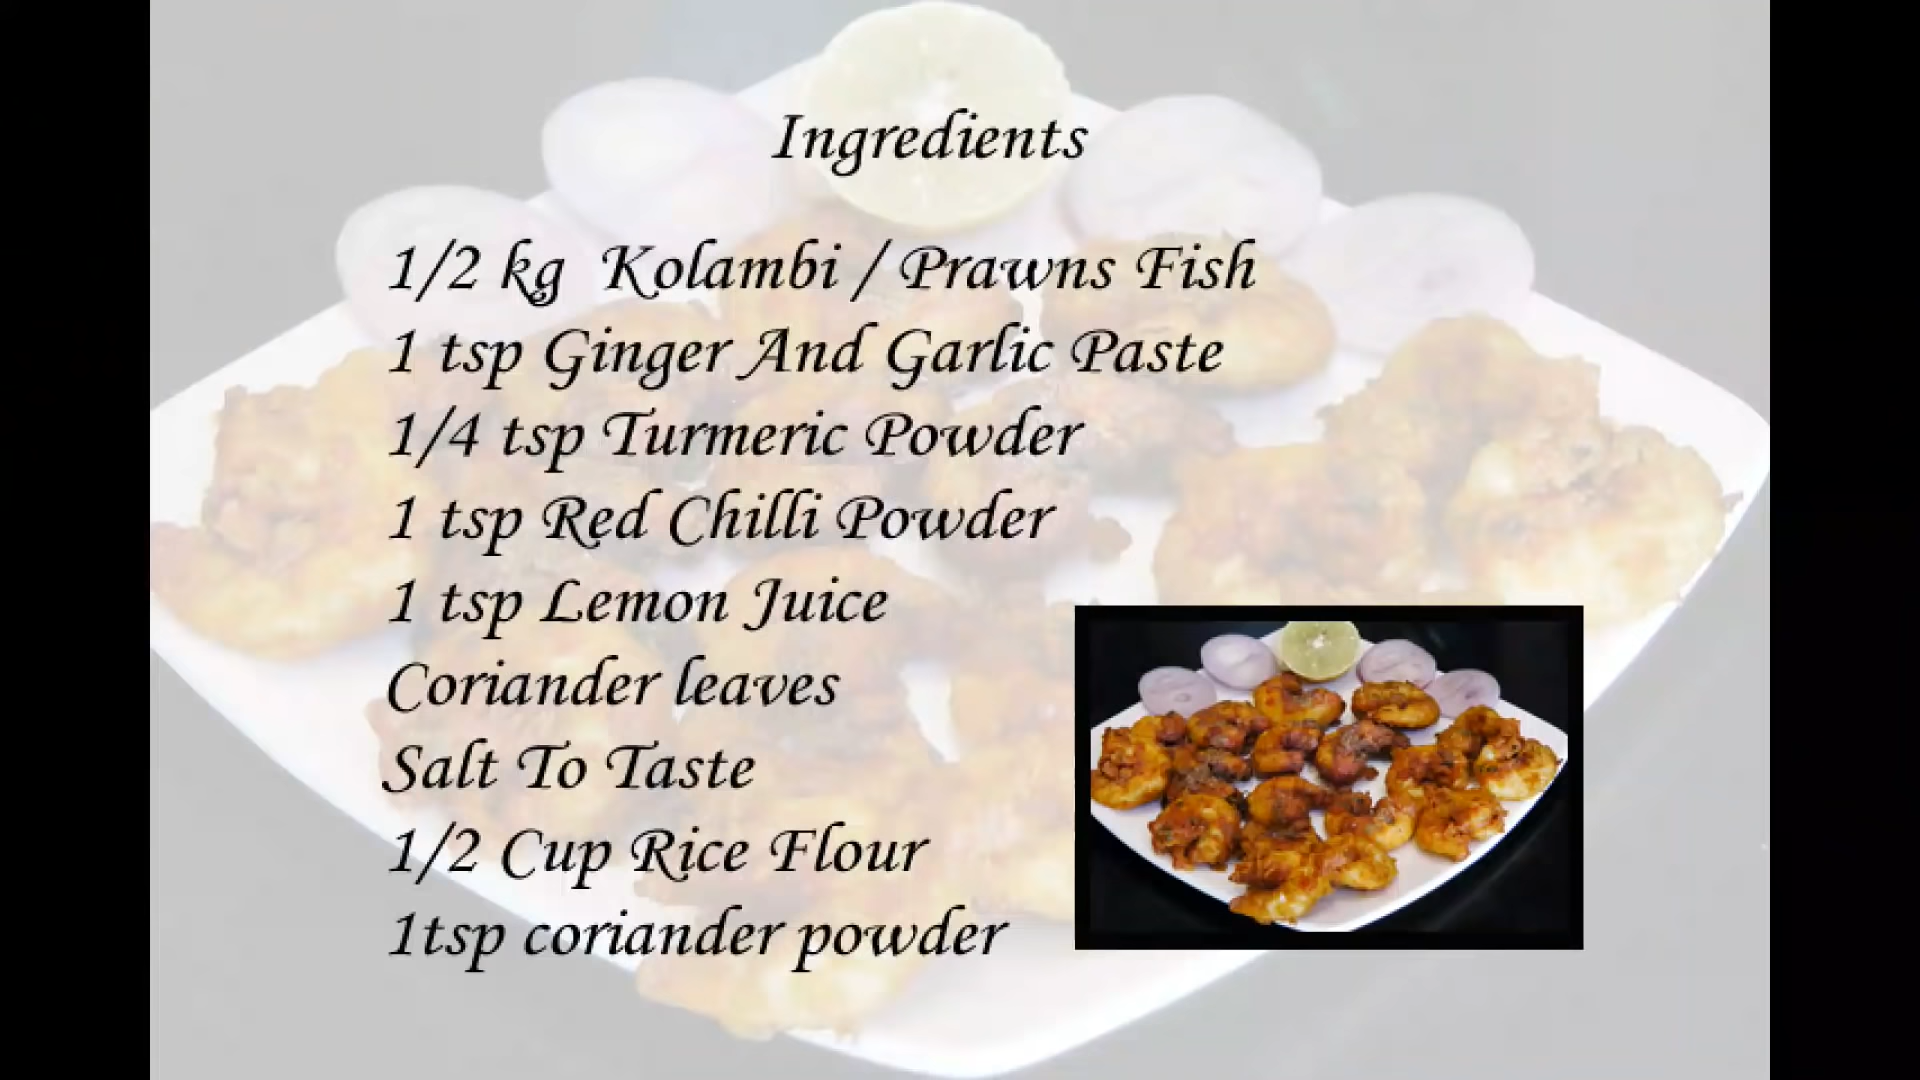 Ingredients
1/2 kg Kolambi / Prawns Fish
1 tsp Ginger And Garlic Paste
1/4 tsp Turmeric Powder
1 tsp Red Chilli Powder
1 tsp Lemon Juice
Coriander leaves
Salt To Taste
1/2 Cup Rice Flour
1tsp coriander powder